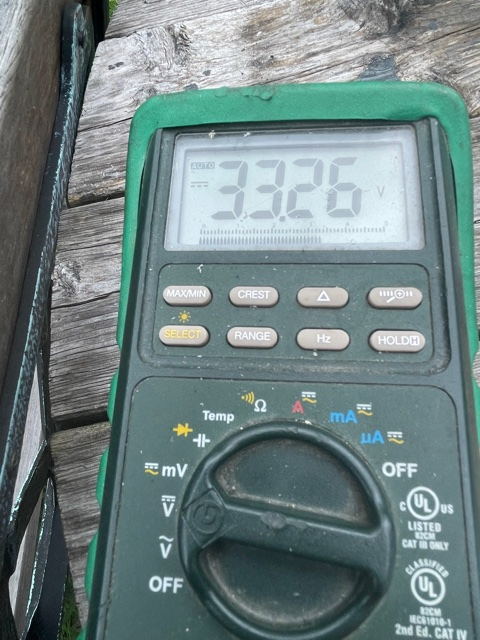 AUTO
33.26 V
MAX/MIN CREST Δ
SELECT RANGE Hz HOLD H
Ω A mA
Temp µA
mV OFF
V
V
OFF
C UL US
LISTED
82CM
CAT III ONLY
CLASSIFIED
UL
82CM
IEC61010-1
2nd Ed, CAT IV